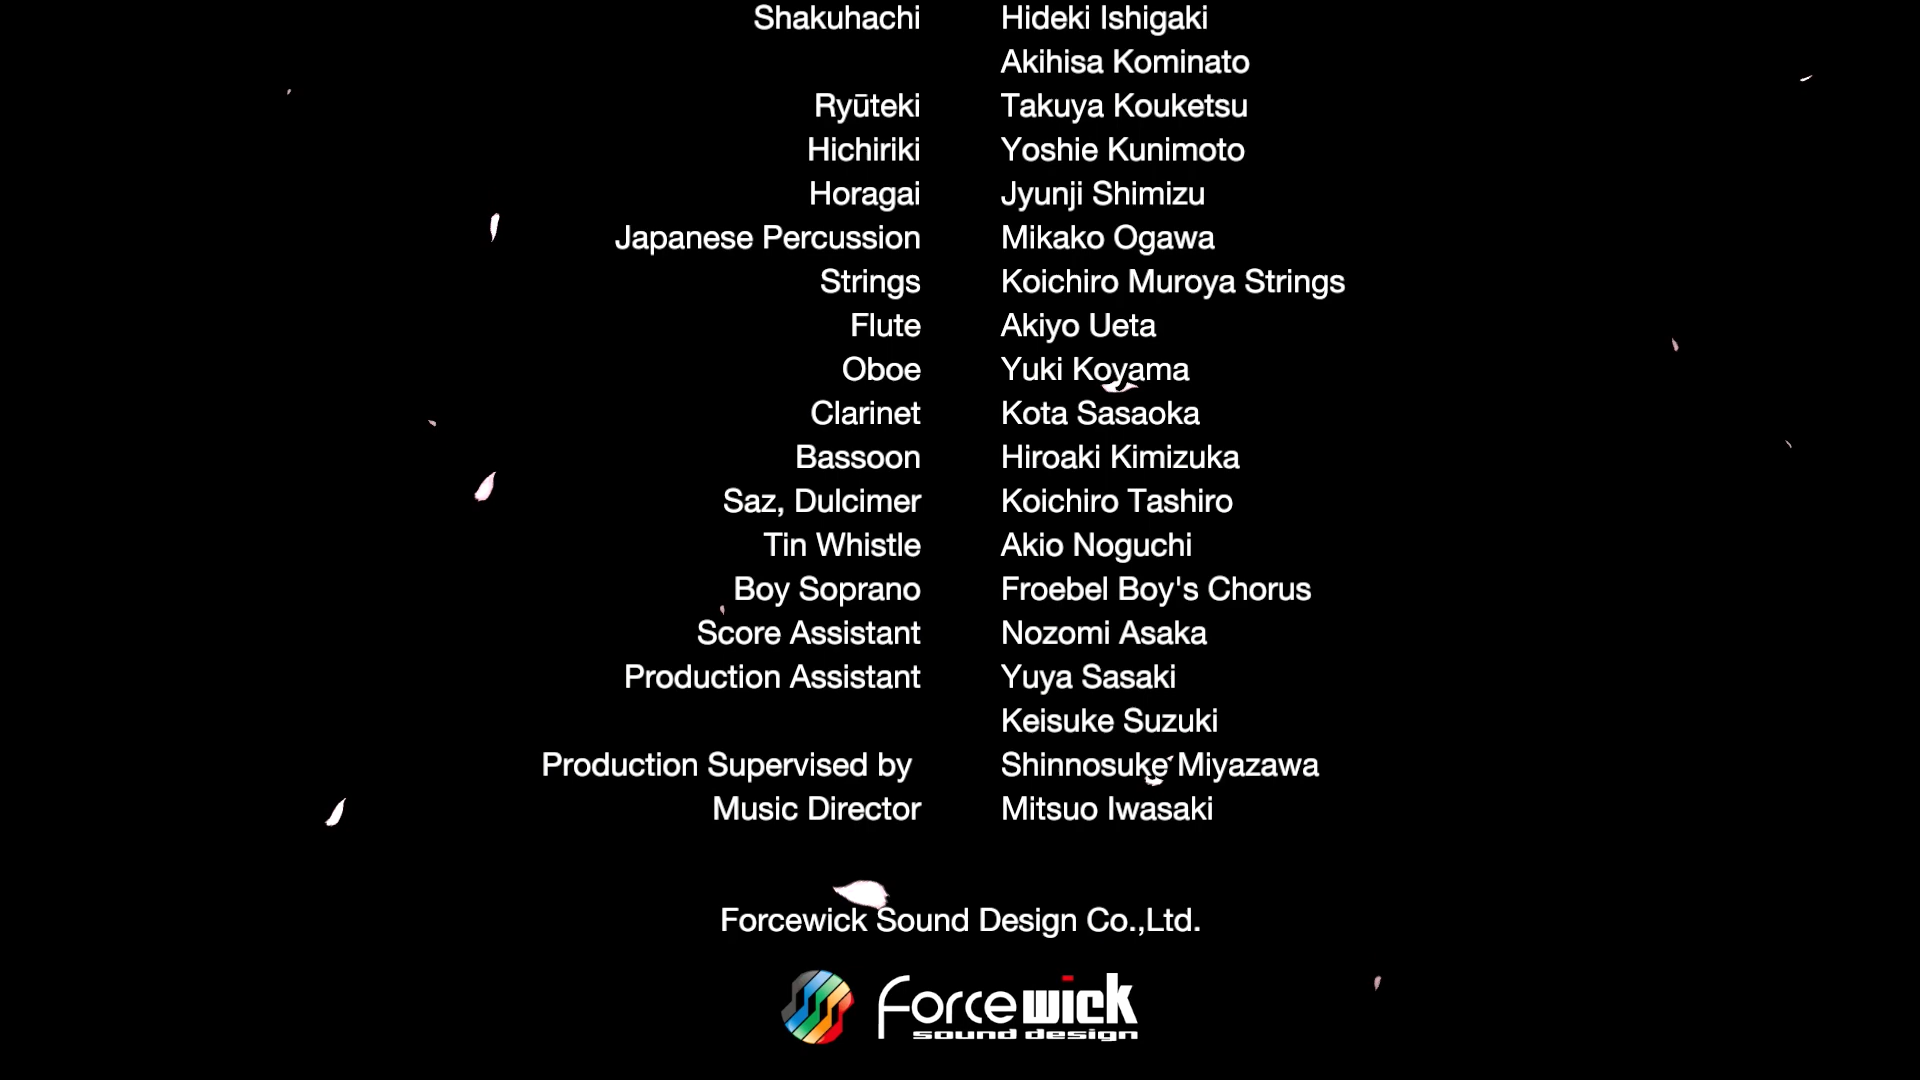 Shakuhachi Hideki Ishigaki
Akihisa Kominato
Ryūteki Takuya Kouketsu
Hichiriki Yoshie Kunimoto
Horagai Jyunji Shimizu
Japanese Percussion Mikako Ogawa
Strings Koichiro Muroya Strings
Flute Akiyo Ueta
Oboe Yuki Koyama
Clarinet Kota Sasaoka
Bassoon Hiroaki Kimizuka
Saz, Dulcimer Koichiro Tashiro
Tin Whistle Akio Noguchi
Boy Soprano Froebel Boy's Chorus
Score Assistant Nozomi Asaka
Production Assistant Yuya Sasaki
Keisuke Suzuki
Production Supervised by Shinnosuke Miyazawa
Music Director Mitsuo Iwasaki
Forcewick Sound Design Co.,Ltd.
Forcewick
sound design